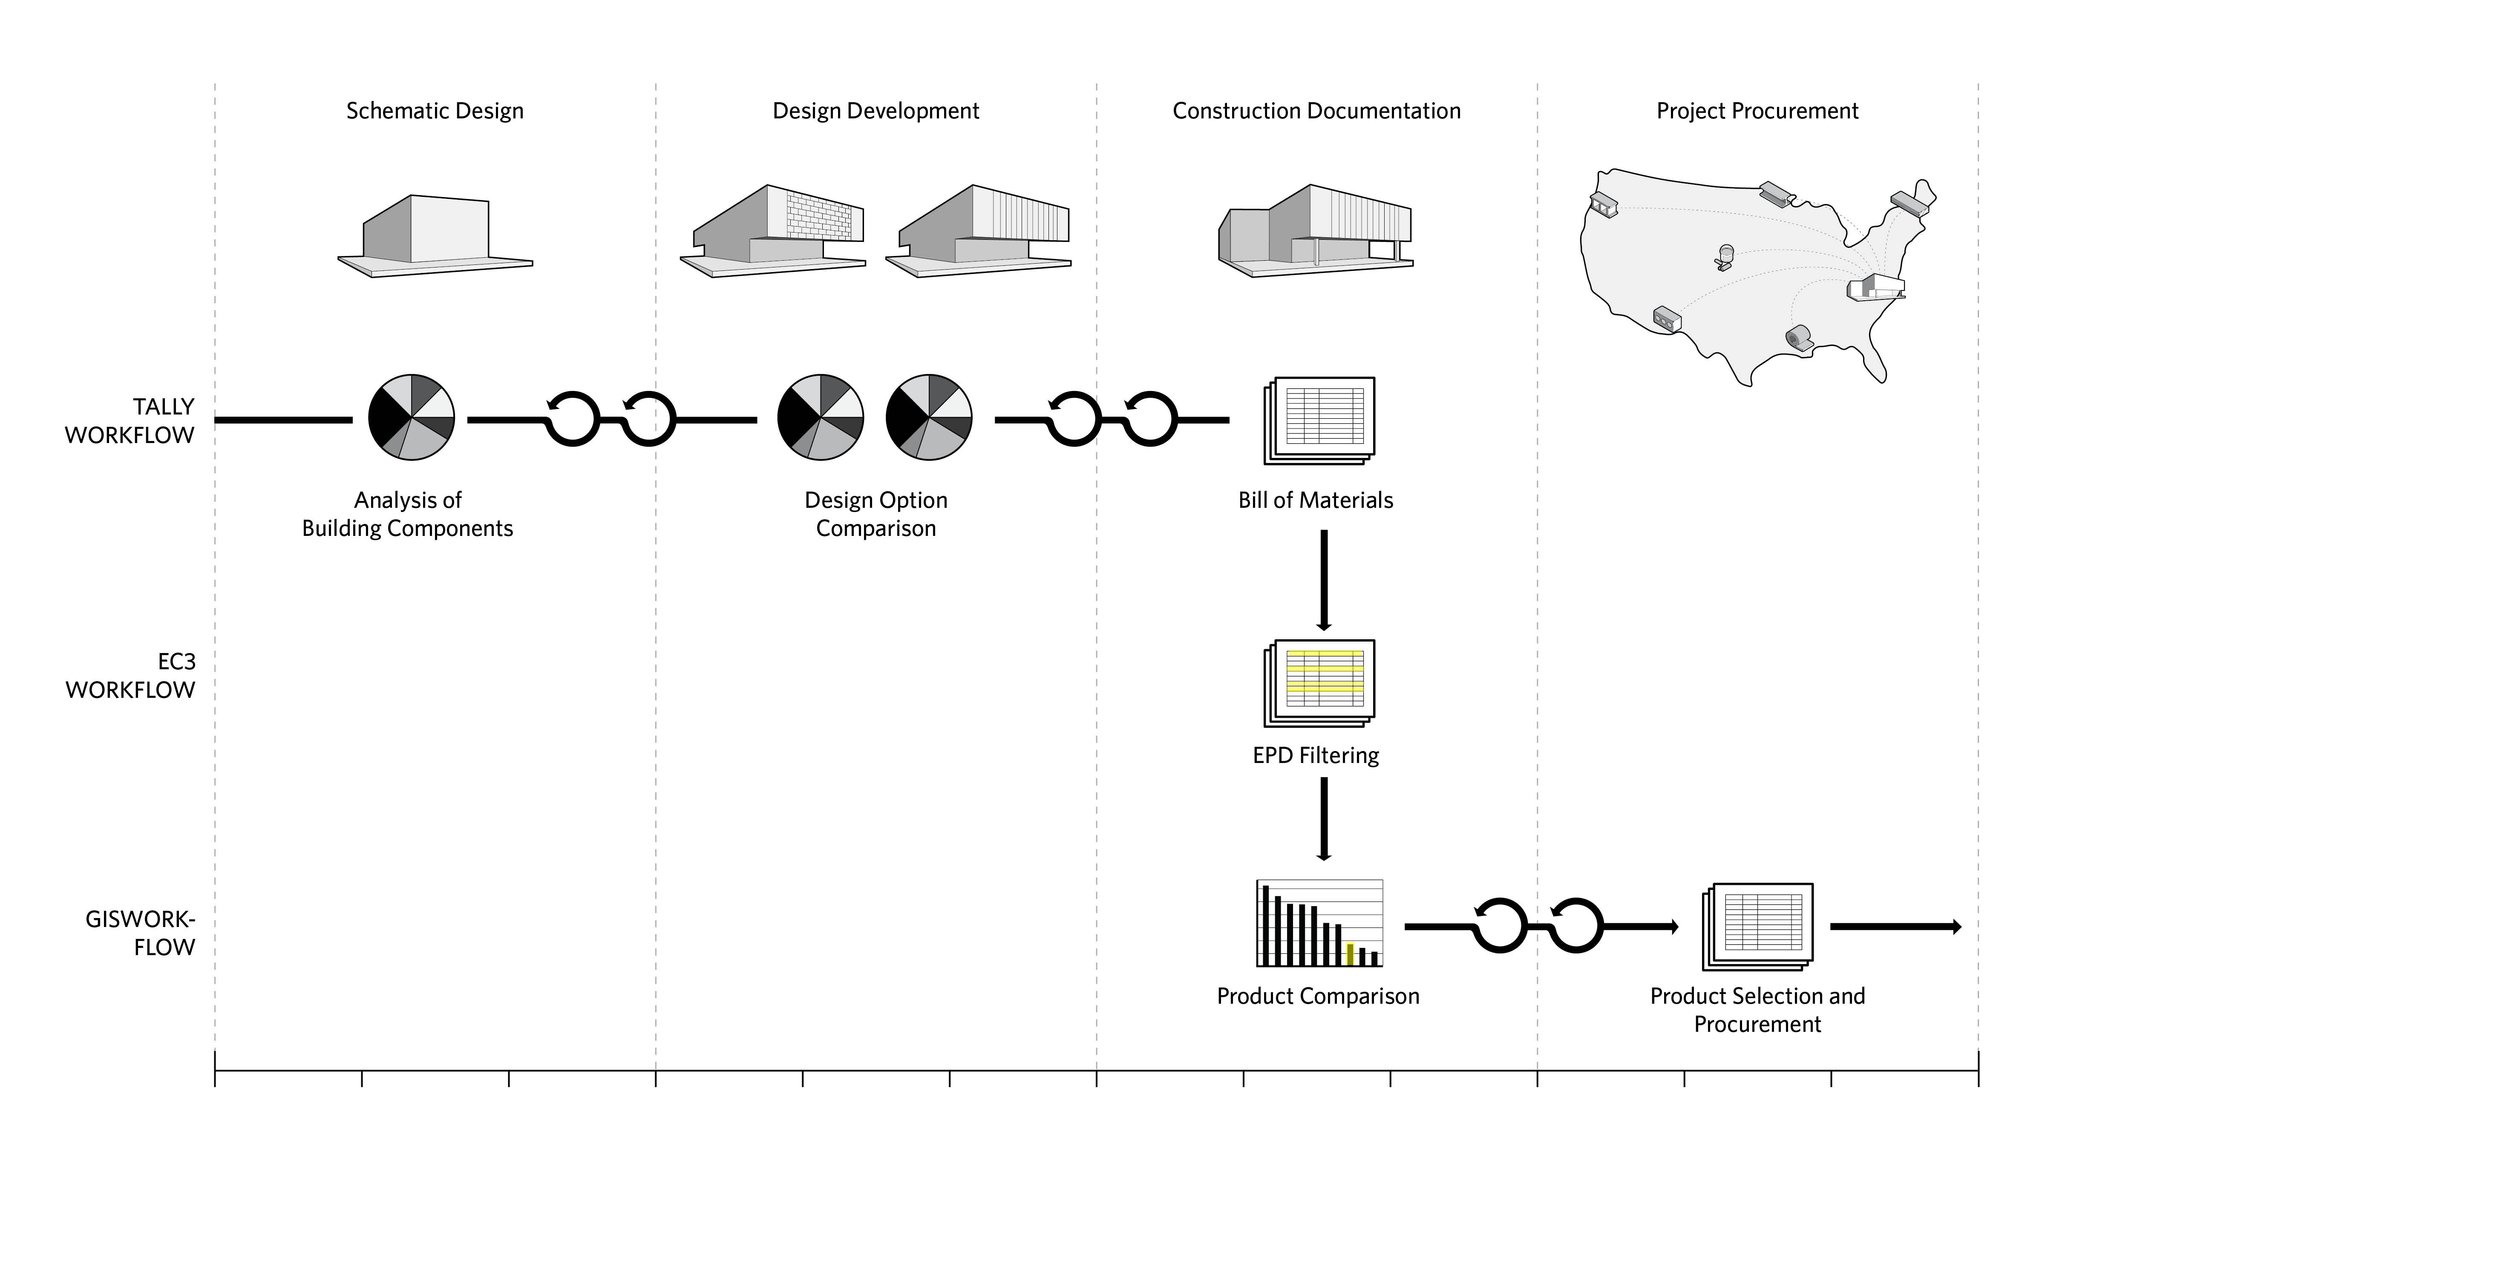 Schematic Design
Design Development
Construction Documentation
Project Procurement
TALLY
WORKFLOW
Analysis of
Building Components
Design Option
Comparison
Bill of Materials
EC3
WORKFLOW
EPD Filtering
GISWORK-
FLOW
Product Comparison
Product Selection and
Procurement